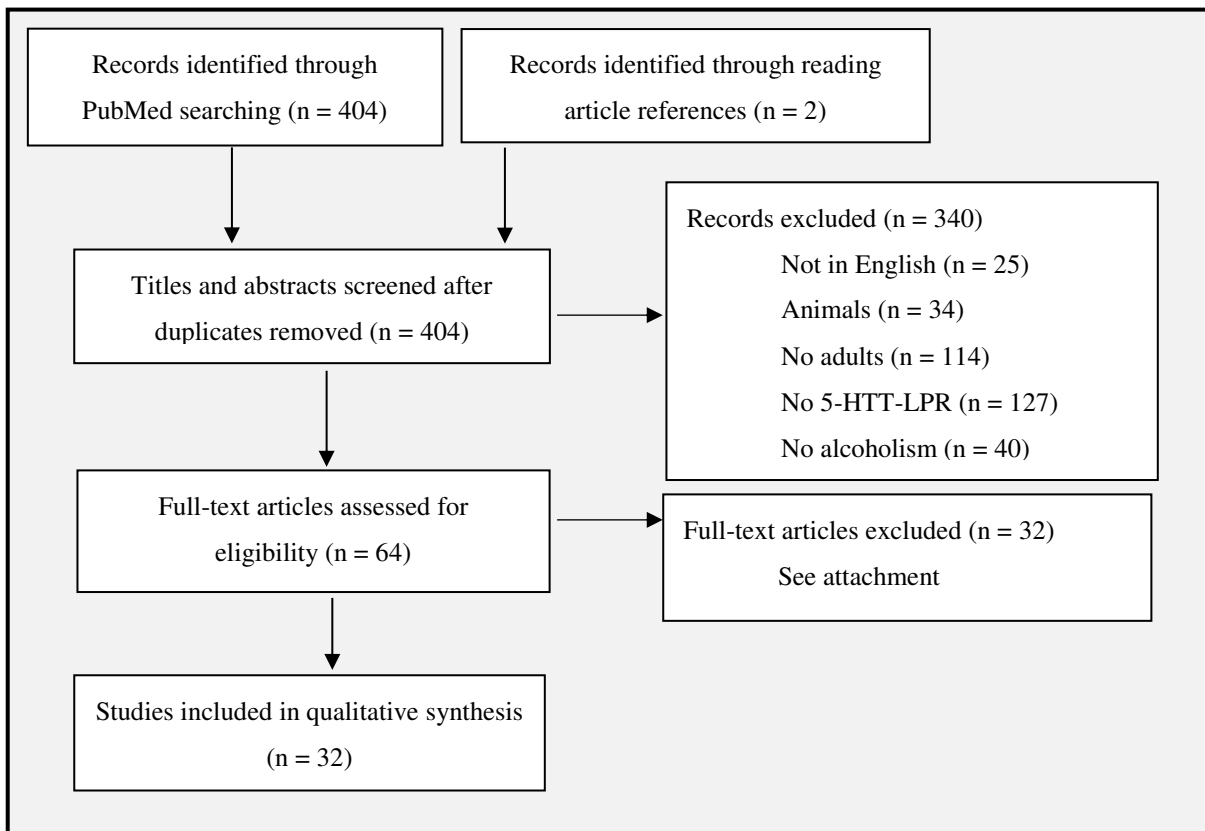 Records identified through
PubMed searching (n = 404)
Records identified through reading
article references (n = 2)
Titles and abstracts screened after
duplicates removed (n = 404)
Records excluded (n = 340)
Not in English (n = 25)
Animals (n = 34)
No adults (n = 114)
No 5-HTT-LPR (n = 127)
No alcoholism (n = 40)
Full-text articles assessed for
eligibility (n = 64)
Full-text articles excluded (n = 32)
See attachment
Studies included in qualitative synthesis
(n = 32)